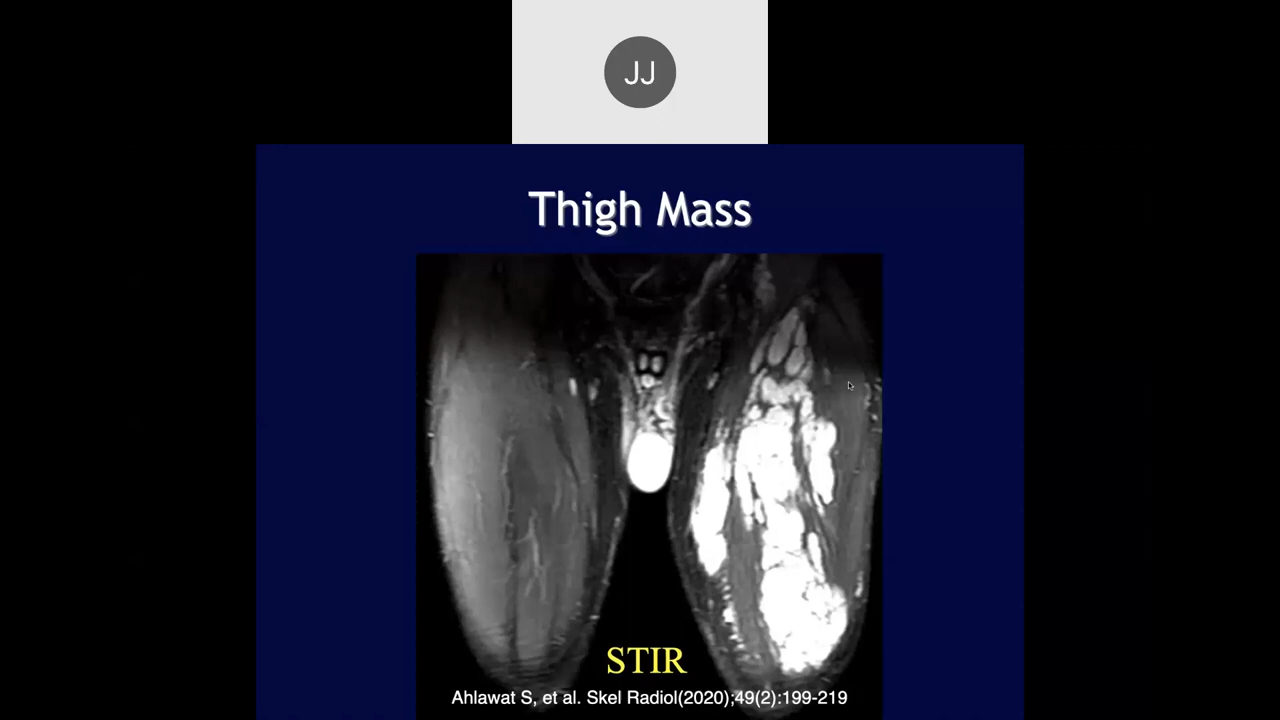 JJ
Thigh Mass
STIR
Ahlawat S, et al. Skel Radiol(2020);49(2):199-219